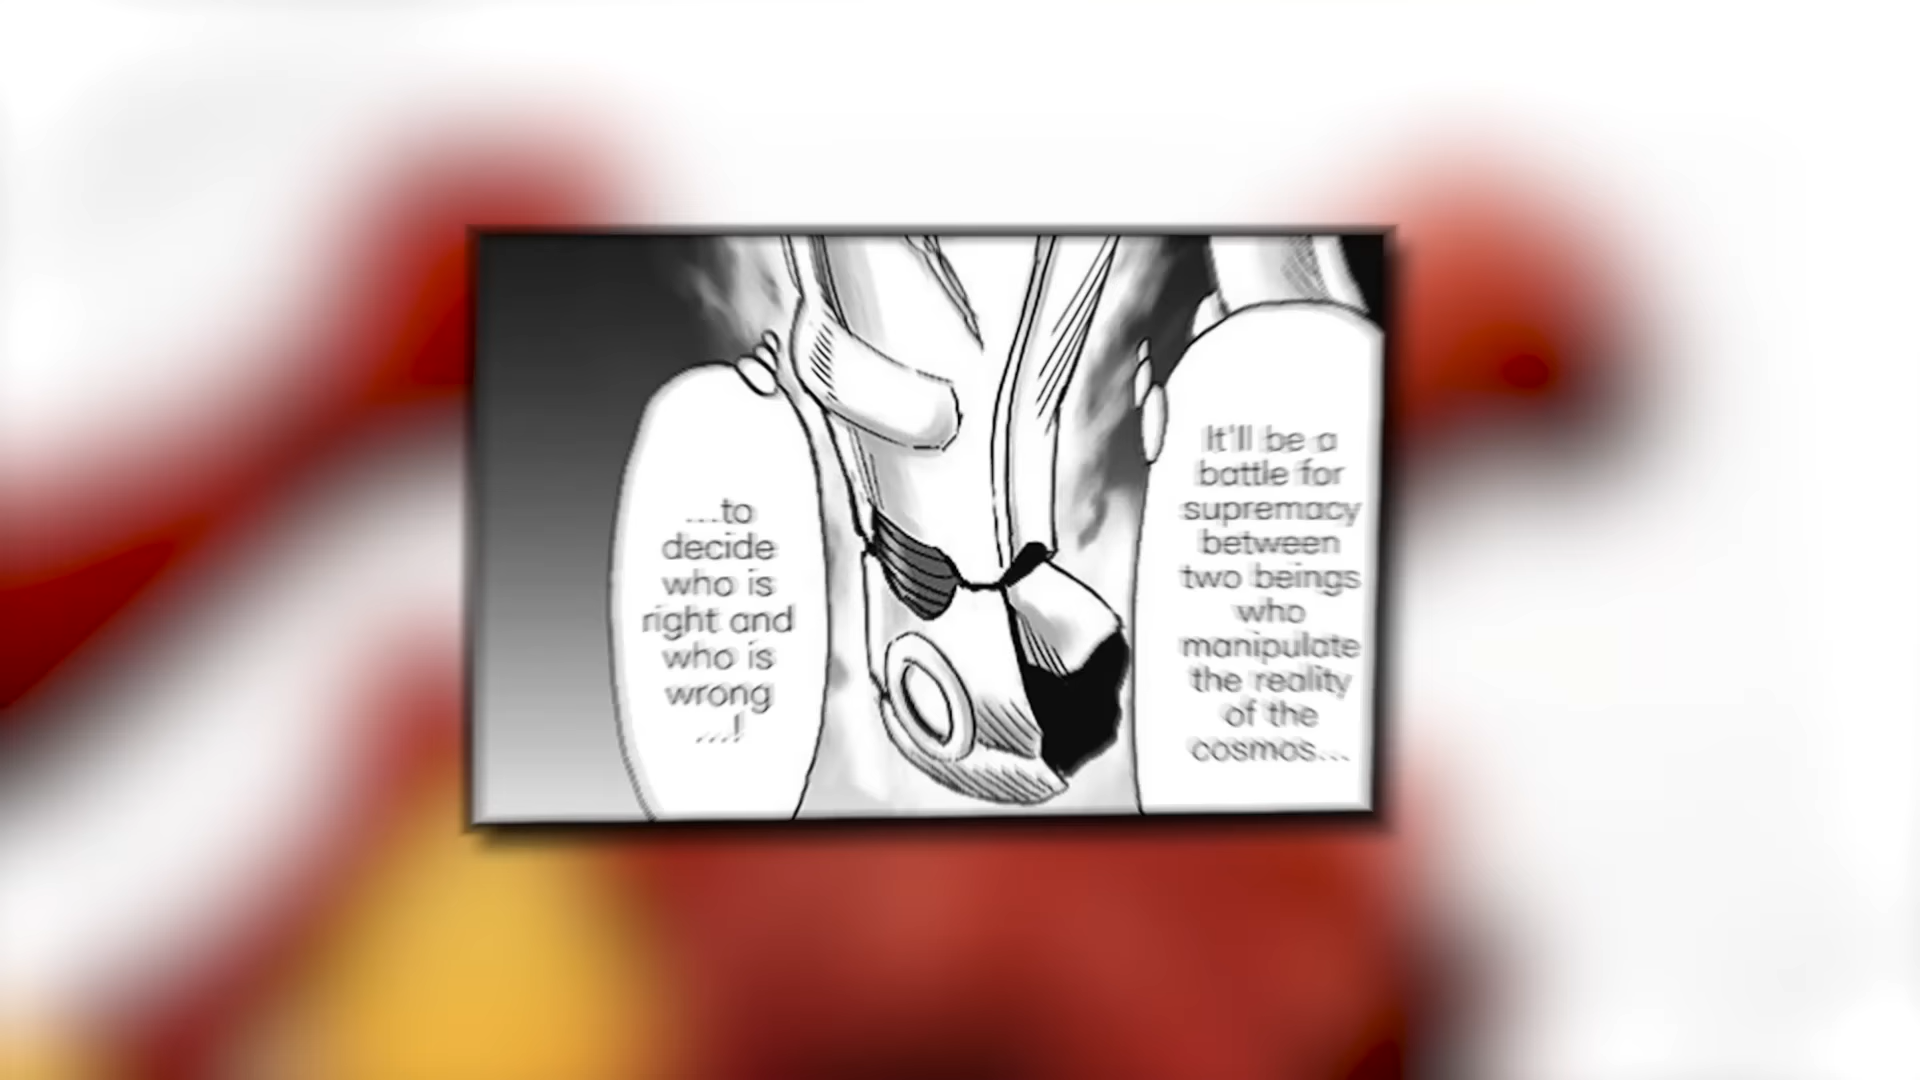 It'll be a
battle for
supremacy
between
two beings
who
manipulate
the reality
of the
cosmos...
...to
decide
who is
right and
who is
wrong
...!